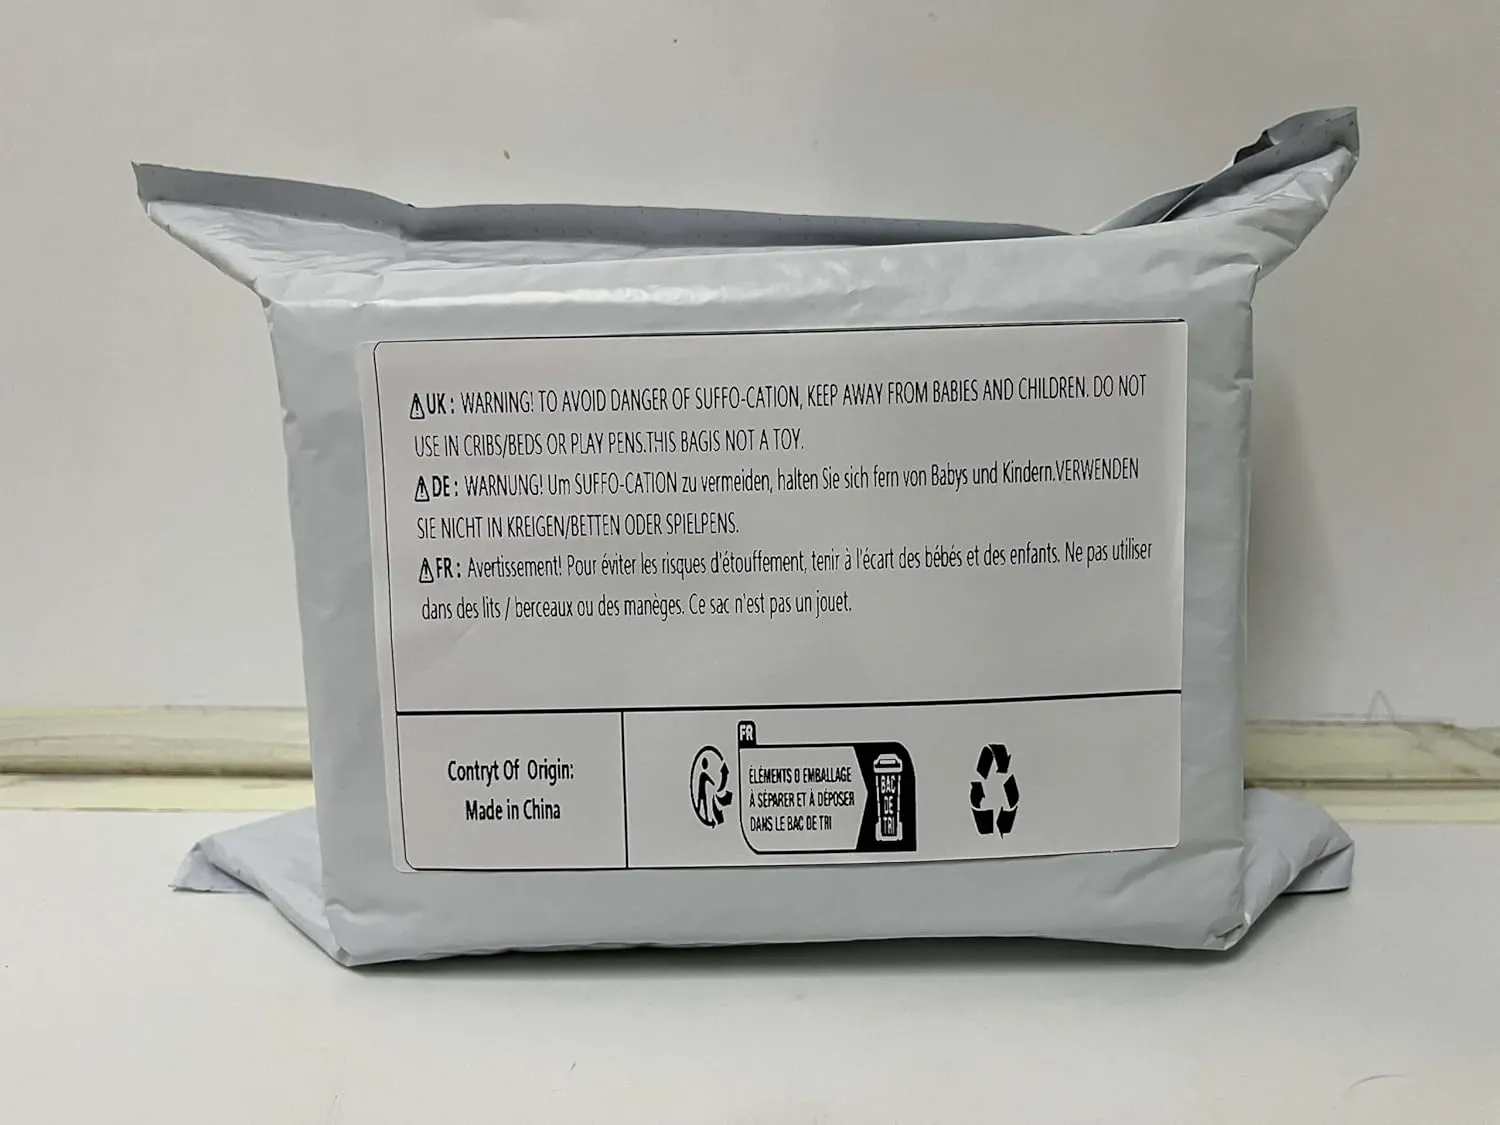 ⚠UK: WARNING! TO AVOID DANGER OF SUFFO-CATION, KEEP AWAY FROM BABIES AND CHILDREN. DO NOT
USE IN CRIBS/BEDS OR PLAY PENS.THIS BAGIS NOT A TOY.
⚠DE: WARNUNG! Um SUFFO-CATION zu vermeiden, halten Sie sich fern von Babys und Kindern.VERWENDEN
SIE NICHT IN KREIGEN/BETTEN ODER SPIELPENS.
⚠FR: Avertissement! Pour éviter les risques d'étouffement, tenir à l'écart des bébés et des enfants. Ne pas utiliser
dans des lits / berceaux ou des manèges. Ce sac n'est pas un jouet.
Contryt Of Origin:
Made in China
FR
ÉLÉMENTS D EMBALLAGE
À SÉPARER ET À DÉPOSER
DANS LE BAC DE TRI
BAC
DE
TRI